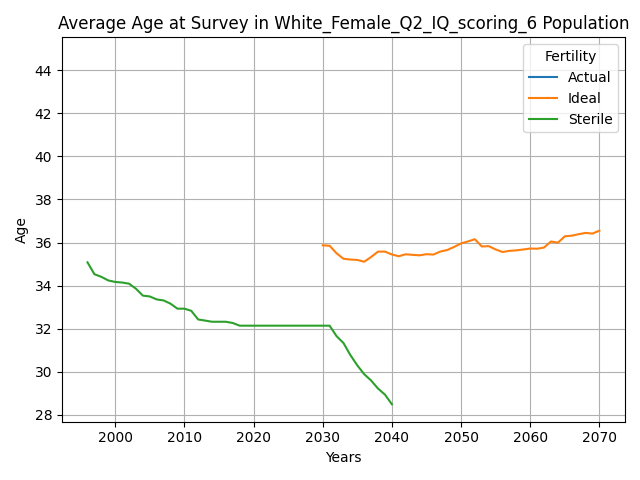 Average Age at Survey in White_Female_Q2_IQ_scoring_6 Population
Fertility
Actual
Ideal
Sterile
Age
44
42
40
38
36
34
32
30
28
2000
2010
2020
2030
2040
2050
2060
2070
Years